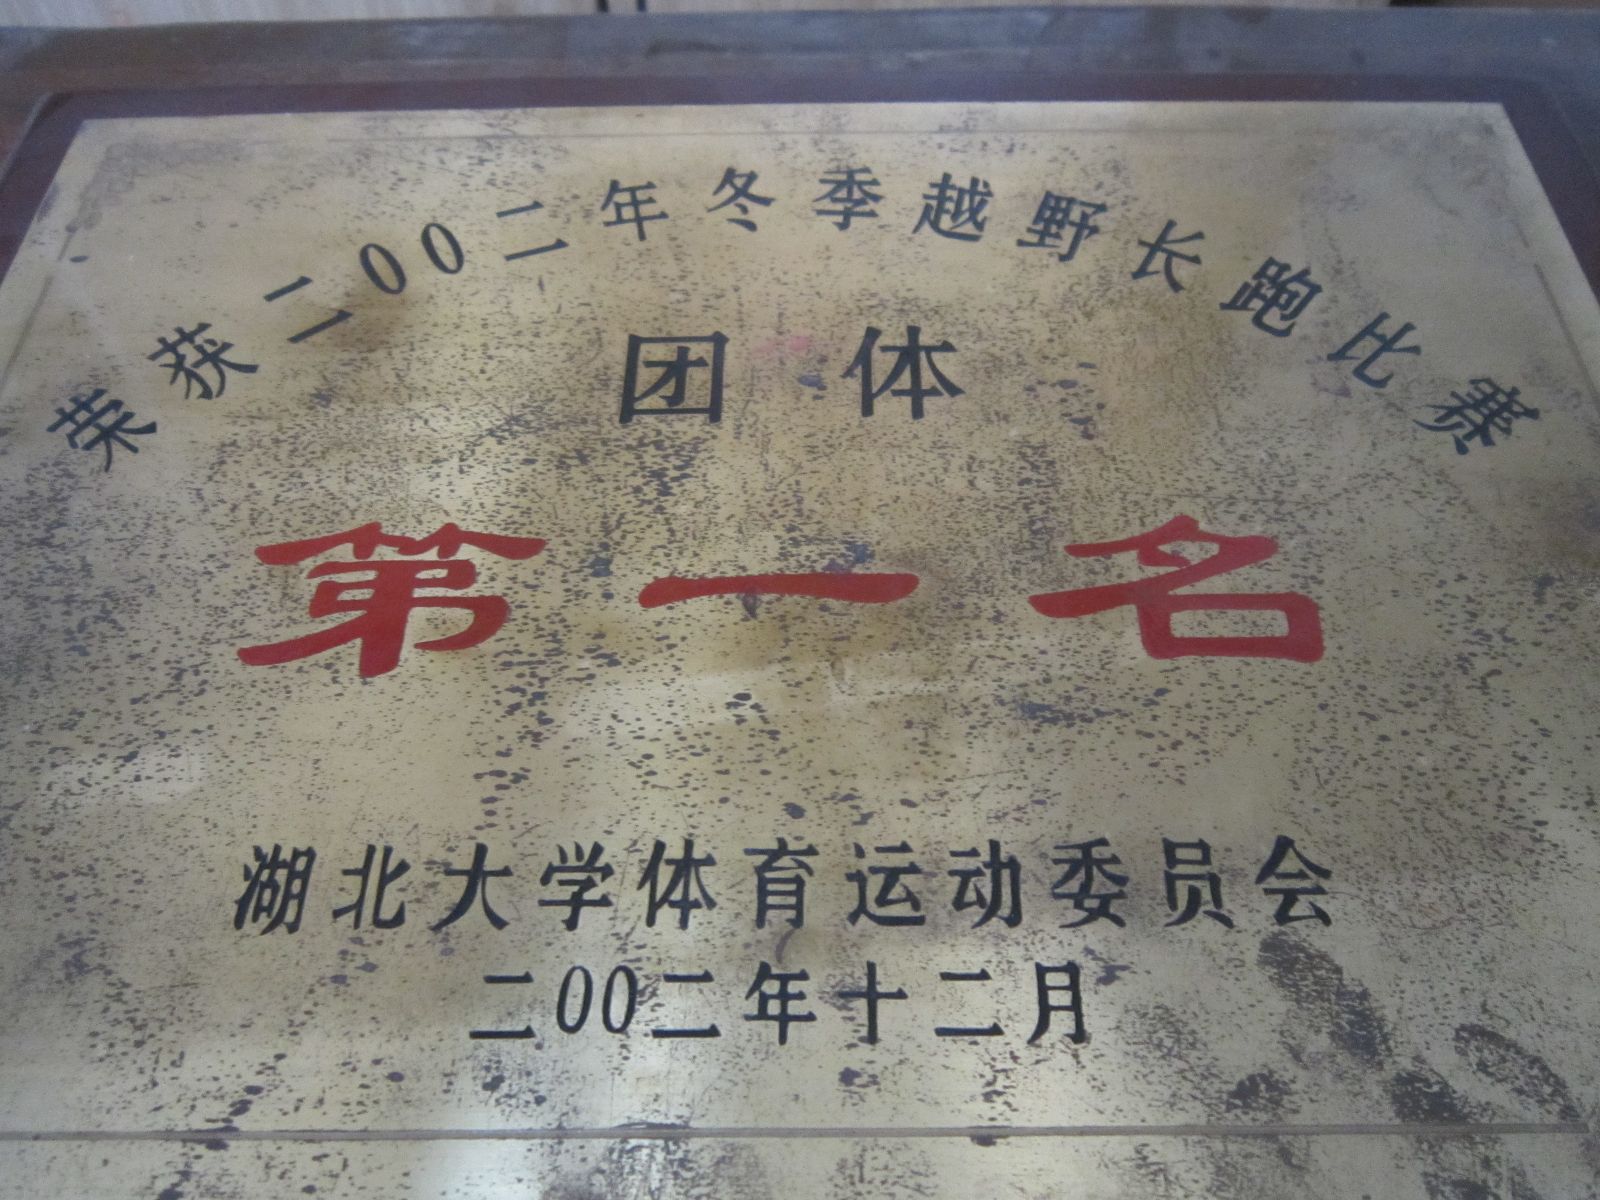 荣获二00二年冬季越野长跑比赛
团体
第一名
湖北大学体育运动委员会
二00二年十二月